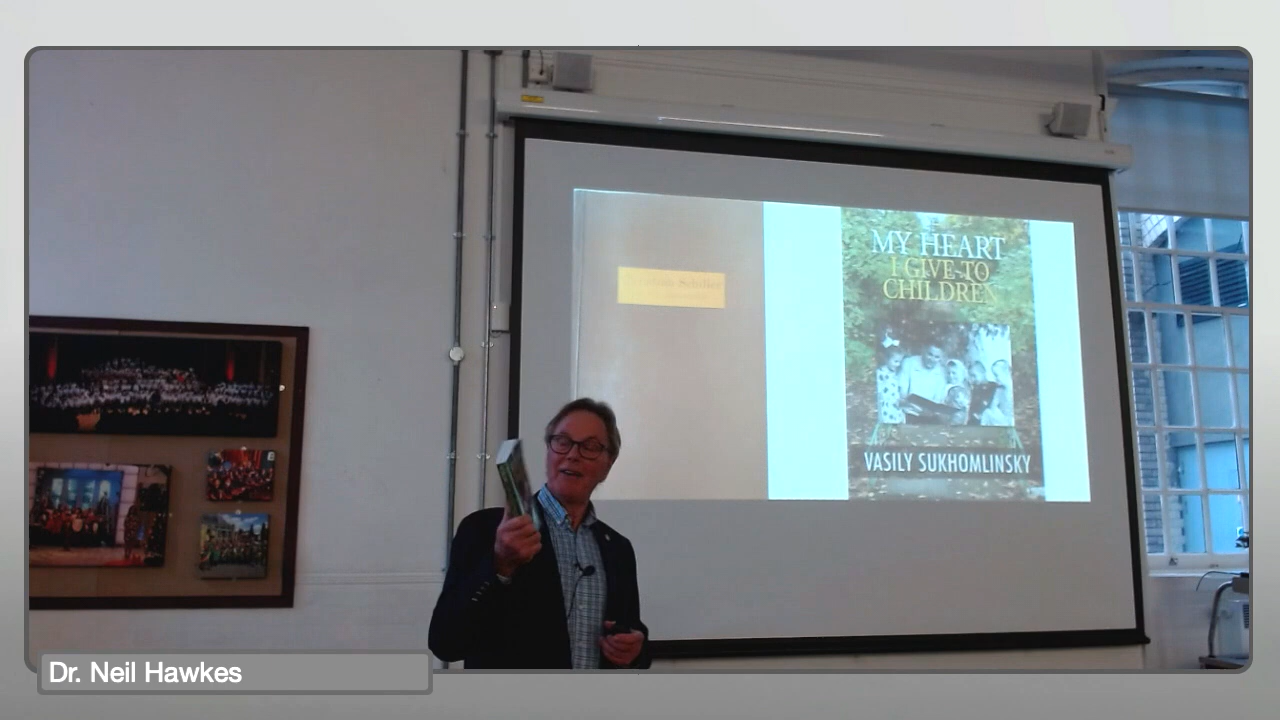 MY HEART
I GIVE TO
CHILDREN
VASILY SUKHOMLINSKY
Dr. Neil Hawkes